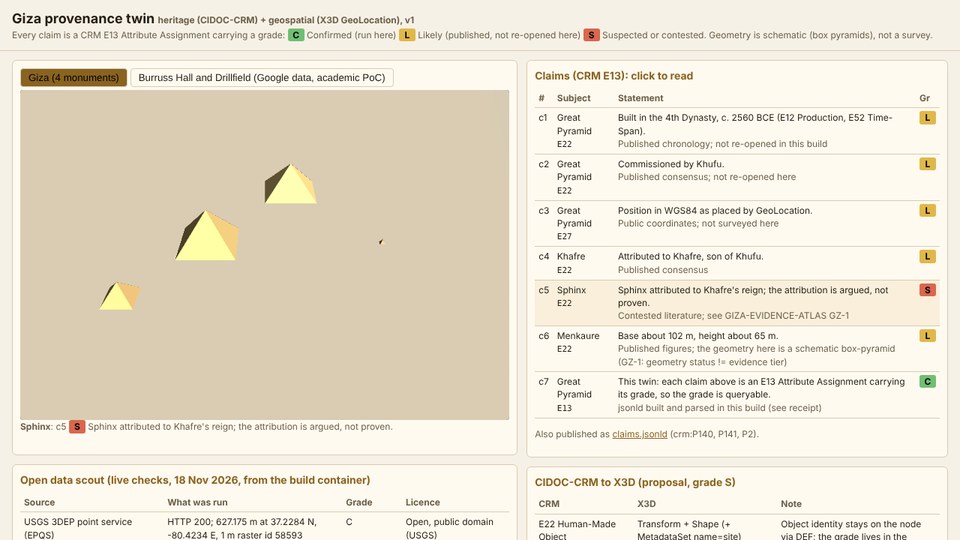 Giza provenance twin heritage (CIDOC-CRM) + geospatial (X3D GeoLocation), v1
Every claim is a CRM E13 Attribute Assignment carrying a grade: C Confirmed (run here) L Likely (published, not re-opened here) S Suspected or contested. Geometry is schematic (box pyramids), not a survey.
Giza (4 monuments)
Burruss Hall and Drillfield (Google data, academic PoC)
Sphinx: c5 S Sphinx attributed to Khafre's reign; the attribution is argued, not proven.
Claims (CRM E13): click to read
# Subject Statement Gr
c1 Great Built in the 4th Dynasty, c. 2560 BCE (E12 Production, E52 Time- L
Pyramid Span).
E22 Published chronology; not re-opened in this build
c2 Great Commissioned by Khufu. L
Pyramid Published consensus; not re-opened here
E22
c3 Great Position in WGS84 as placed by GeoLocation. L
Pyramid Public coordinates; not surveyed here
E27
c4 Khafre Attributed to Khafre, son of Khufu. L
E22 Published consensus
c5 Sphinx Sphinx attributed to Khafre's reign; the attribution is argued, not S
E22 proven.
Contested literature; see GIZA-EVIDENCE-ATLAS GZ-1
c6 Menkaure Base about 102 m, height about 65 m. L
E22 Published figures; the geometry here is a schematic box-pyramid
(GZ-1: geometry status != evidence tier)
c7 Great This twin: each claim above is an E13 Attribute Assignment carrying C
Pyramid its grade, so the grade is queryable.
E13 jsonld built and parsed in this build (see receipt)
Also published as claims.jsonld (crm:P140, P141, P2).
Open data scout (live checks, 18 Nov 2026, from the build container)
Source What was run Grade Licence
USGS 3DEP point service HTTP 200; 627.175 m at 37.2284 N, C Open, public domain
(EPQS) -80.4234 E, 1 m raster id 58593 (USGS)
CIDOC-CRM to X3D (proposal, grade S)
CRM X3D Note
E22 Human-Made Transform + Shape (+ Object identity stays on the node
Object MetadataSet name=site) via DEF; the grade lives in the